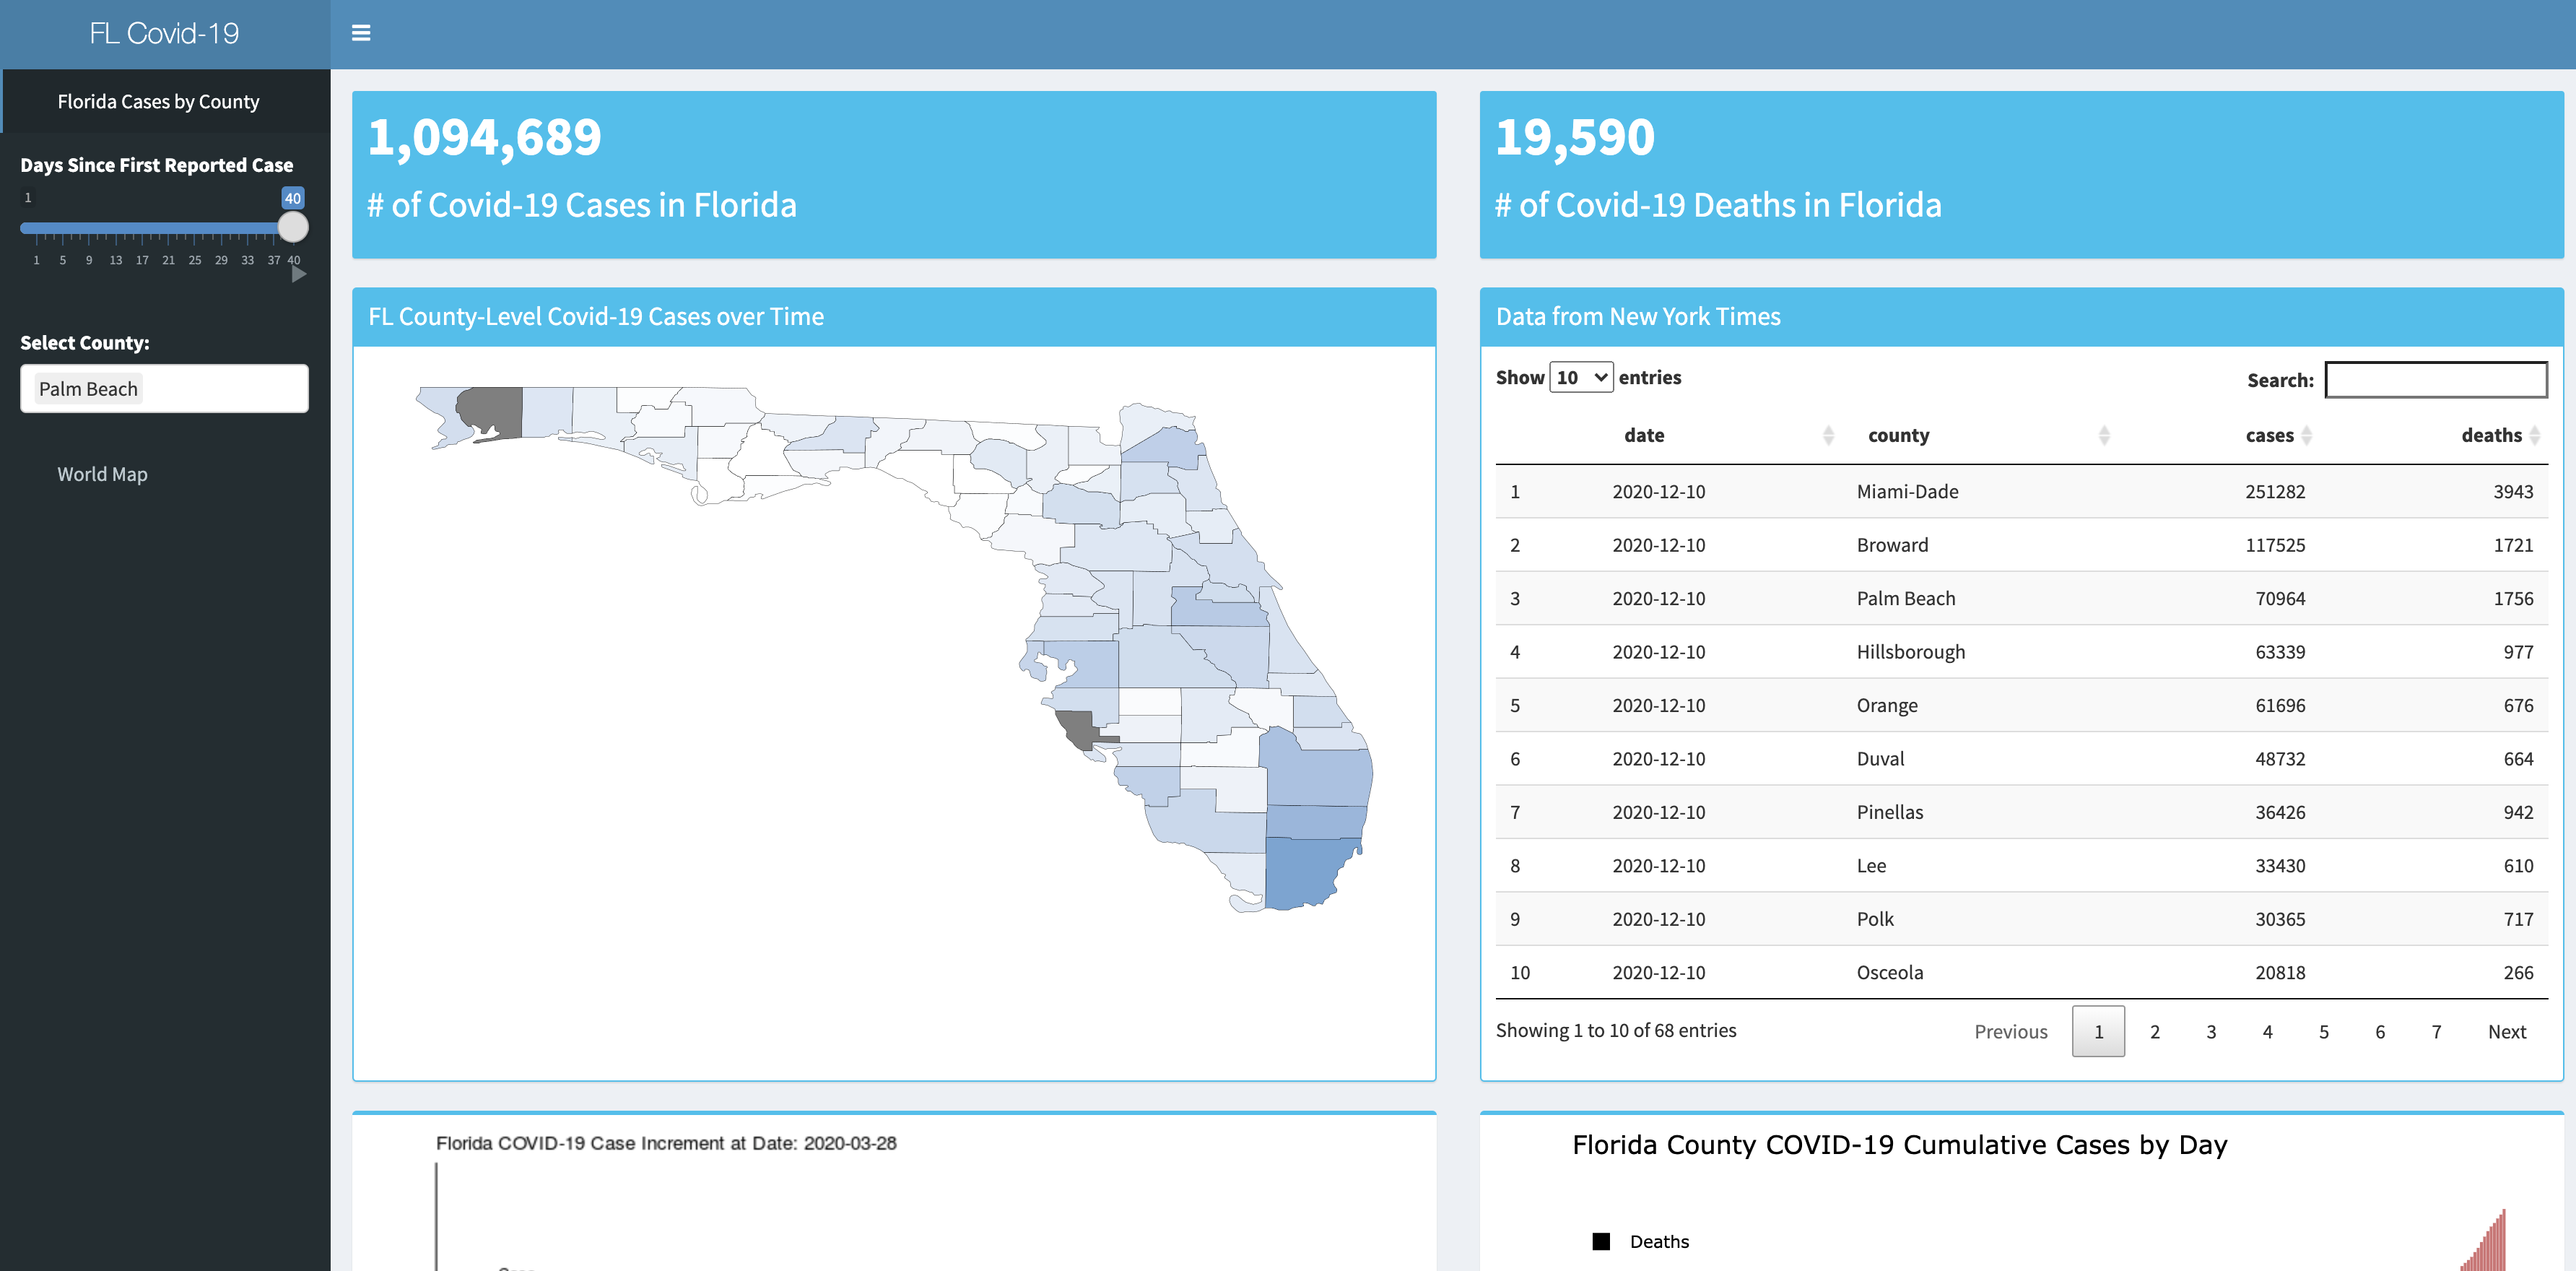 FL Covid-19
Florida Cases by County
Days Since First Reported Case
1 40
1 5 9 13 17 21 25 29 33 37 40
Select County:
Palm Beach
World Map
1,094,689
# of Covid-19 Cases in Florida
19,590
# of Covid-19 Deaths in Florida
FL County-Level Covid-19 Cases over Time
Data from New York Times
Show 10 entries
Search:
date county cases deaths
1 2020-12-10 Miami-Dade 251282 3943
2 2020-12-10 Broward 117525 1721
3 2020-12-10 Palm Beach 70964 1756
4 2020-12-10 Hillsborough 63339 977
5 2020-12-10 Orange 61696 676
6 2020-12-10 Duval 48732 664
7 2020-12-10 Pinellas 36426 942
8 2020-12-10 Lee 33430 610
9 2020-12-10 Polk 30365 717
10 2020-12-10 Osceola 20818 266
Showing 1 to 10 of 68 entries
Previous 1 2 3 4 5 6 7 Next
Florida COVID-19 Case Increment at Date: 2020-03-28
Florida County COVID-19 Cumulative Cases by Day
Deaths